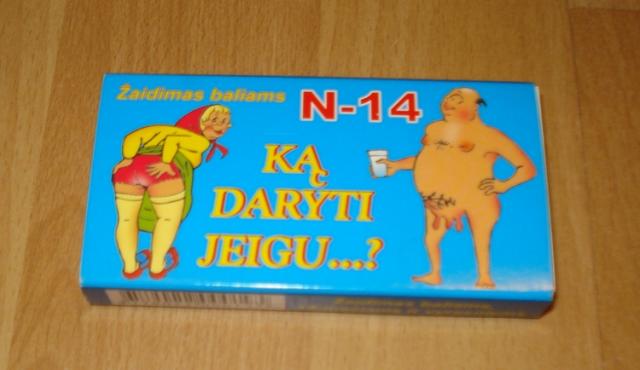 Žaidimas baliams
N-14
KĄ
DARYTI
JEIGU...?